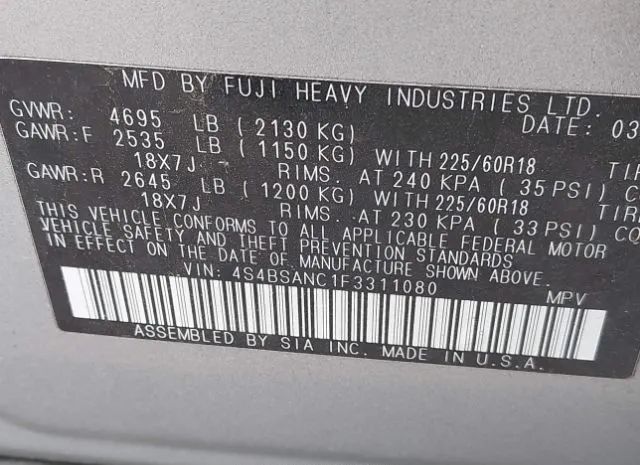 MFD BY FUJI HEAVY INDUSTRIES LTD.
GVWR: 4695 LB (2130 KG) DATE: 03
GAWR:F 2535 LB (1150 KG) WITH 225/60R18
18X7J RIMS. AT 240 KPA (35 PSI) C
GAWR:R 2645 LB (1200 KG) WITH 225/60R18
18X7J RIMS. AT 230 KPA (33 PSI)
THIS VEHICLE CONFORMS TO ALL APPLICABLE FEDERAL MOTOR
VEHICLE SAFETY AND THEFT PREVENTION STANDARDS
IN EFFECT ON THE DATE OF MANUFACTURE SHOWN ABOVE.
VIN: 4S4BSANC1F3311080 MPV
ASSEMBLED BY SIA INC. MADE IN U.S.A.